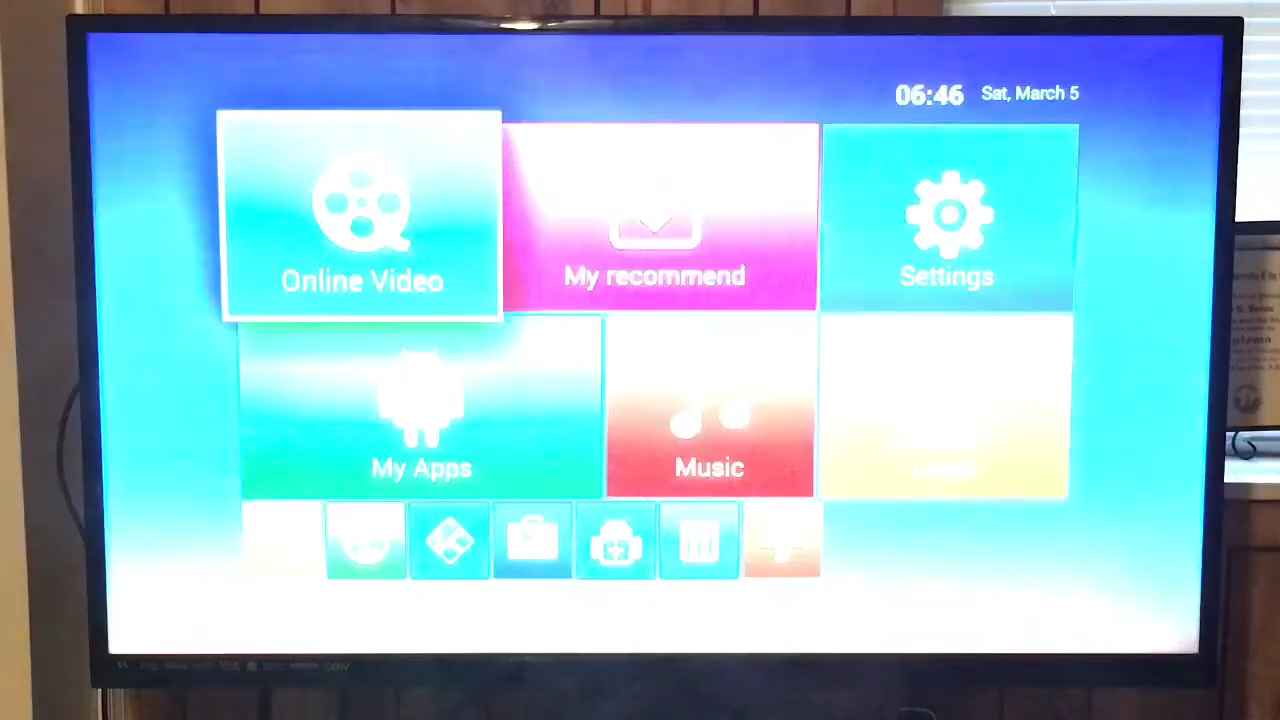 06:46 Sat, March 5
Online Video
My recommend
Settings
My Apps
Music